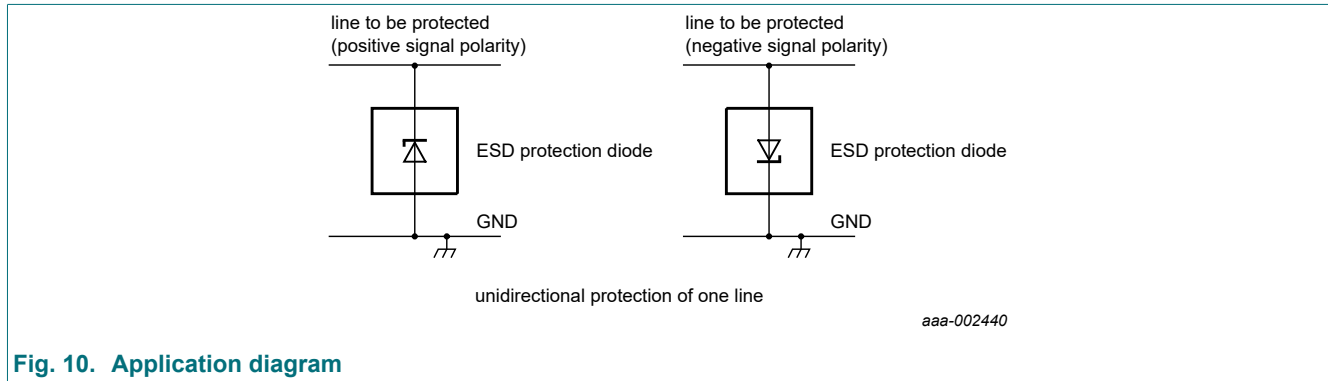 line to be protected
(positive signal polarity)
ESD protection diode
GND
line to be protected
(negative signal polarity)
ESD protection diode
GND
unidirectional protection of one line
aaa-002440
Fig. 10. Application diagram